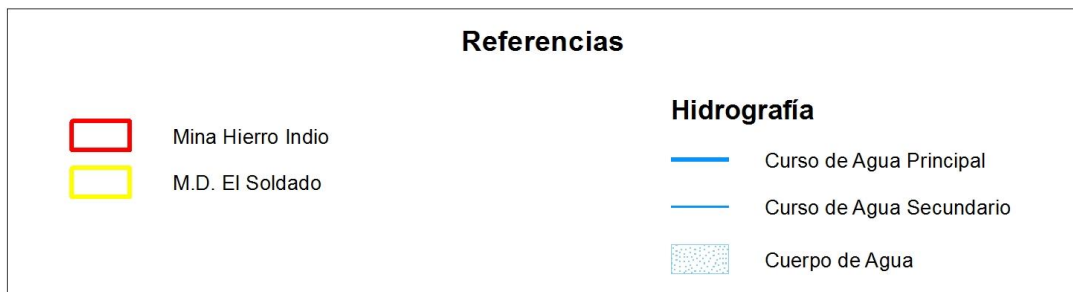 Referencias
Mina Hierro Indio
M.D. El Soldado
Hidrografía
Curso de Agua Principal
Curso de Agua Secundario
Cuerpo de Agua